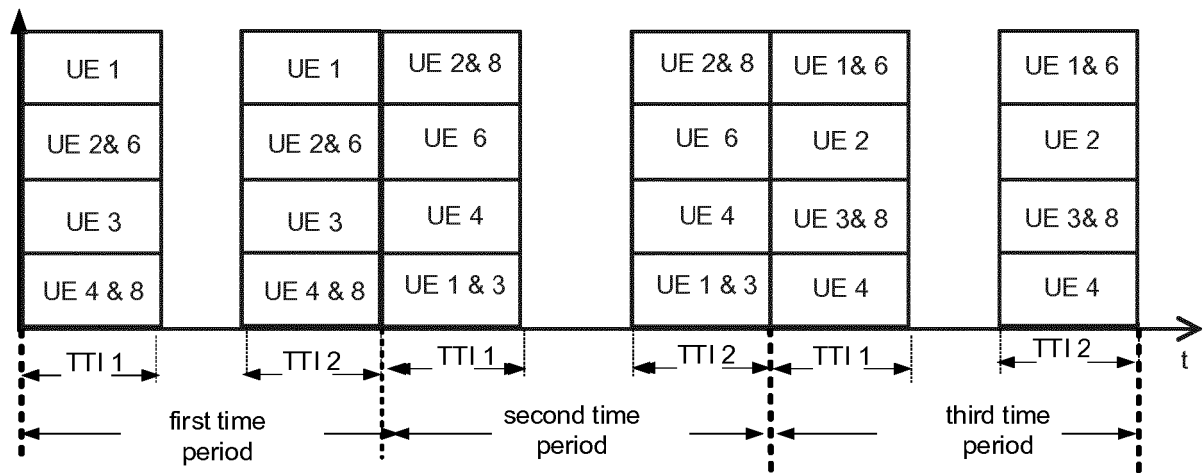 UE 1
UE 2& 6
UE 3
UE 4 & 8
UE 1
UE 2& 6
UE 3
UE 4 & 8
UE 2& 8
UE 6
UE 4
UE 1 & 3
UE 2& 8
UE 6
UE 4
UE 1 & 3
UE 1& 6
UE 2
UE 3& 8
UE 4
UE 1& 6
UE 2
UE 3& 8
UE 4
TTI 1
TTI 2
TTI 1
TTI 2
TTI 1
TTI 2
t
first time
period
second time
period
third time
period